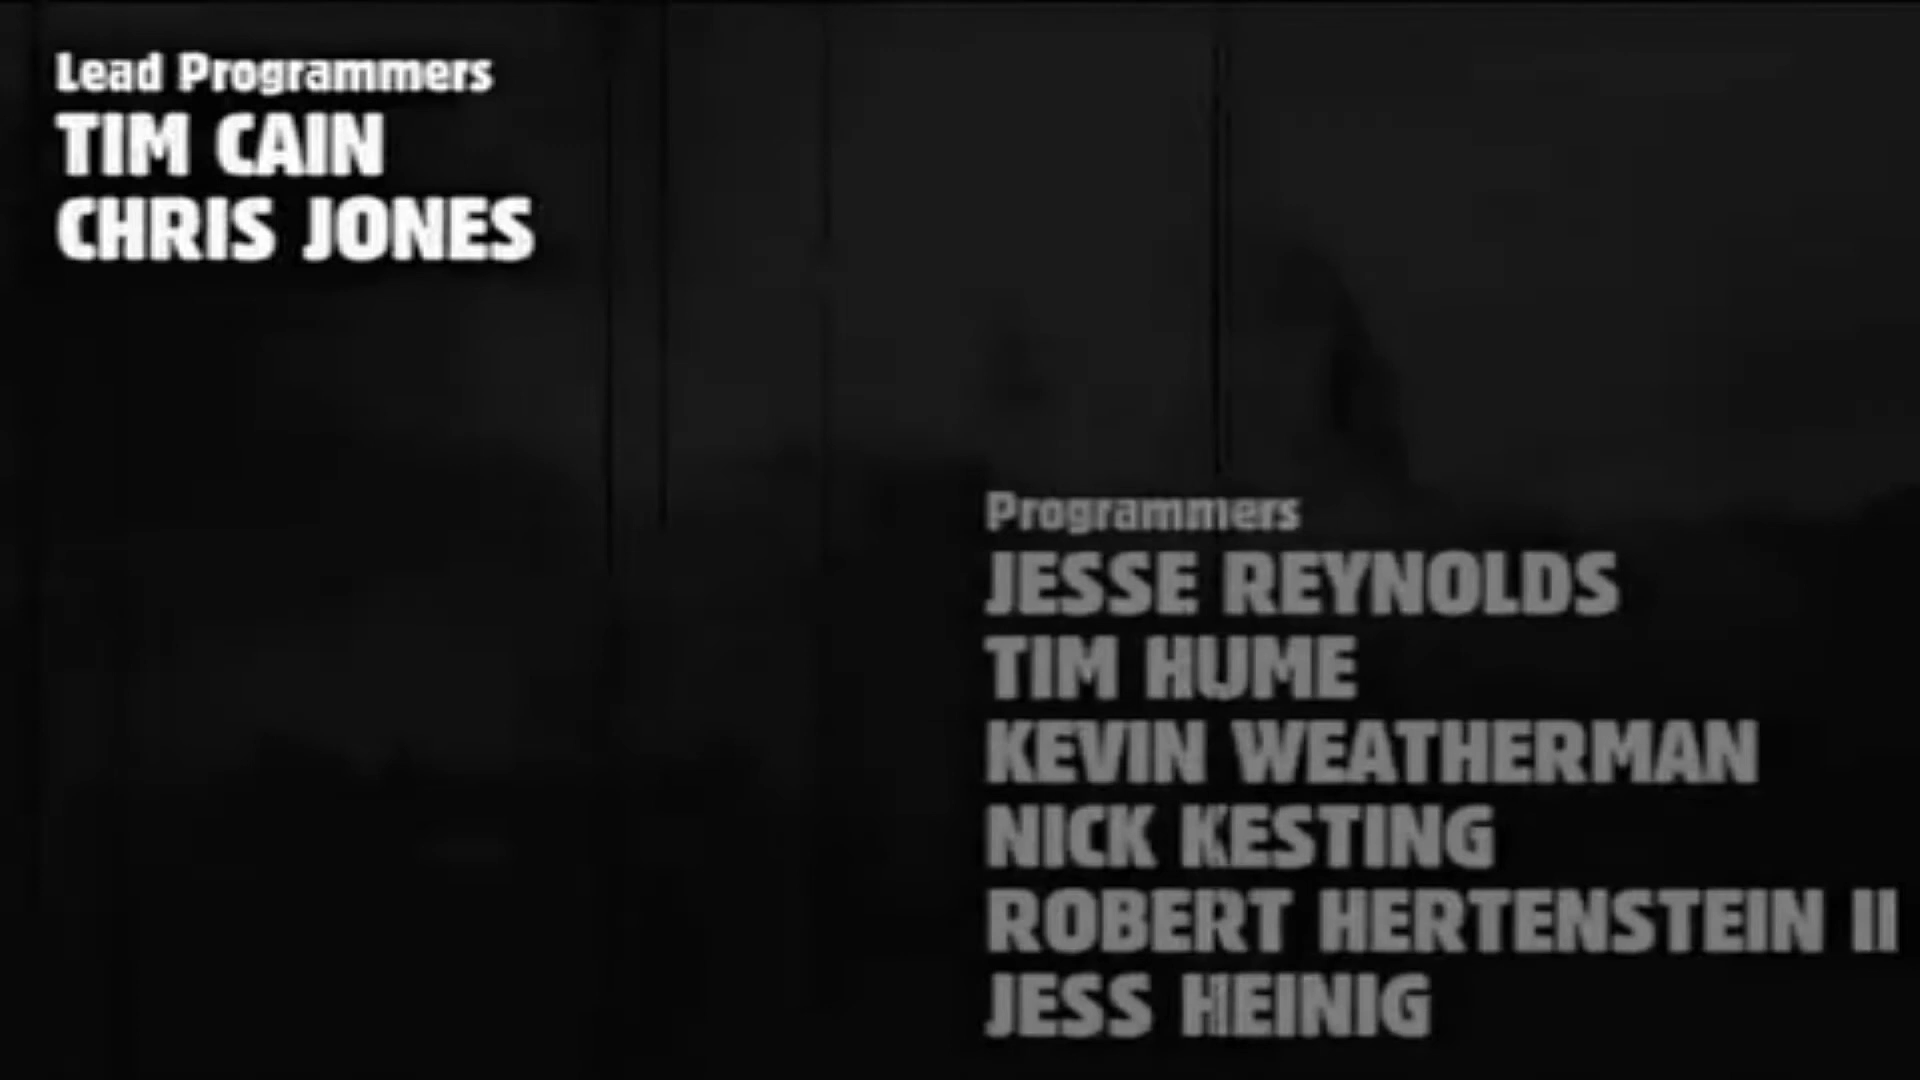 Lead Programmers
TIM CAIN
CHRIS JONES
Programmers
JESSE REYNOLDS
TIM HUME
KEVIN WEATHERMAN
NICK KESTING
ROBERT HERTENSTEIN II
JESS HEINIG